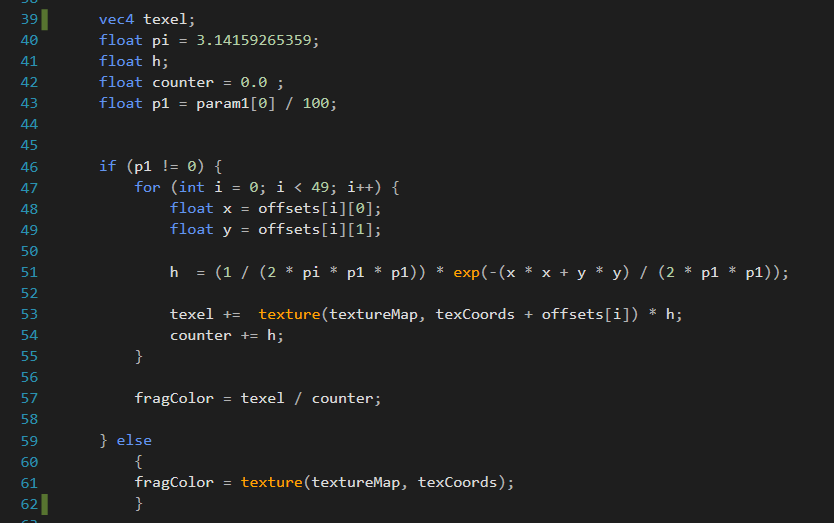 39 vec4 texel;
40 float pi = 3.14159265359;
41 float h;
42 float counter = 0.0 ;
43 float p1 = param1[0] / 100;
44
45
46 if (p1 != 0) {
47 for (int i = 0; i < 49; i++) {
48 float x = offsets[i][0];
49 float y = offsets[i][1];
50
51 h  = (1 / (2 * pi * p1 * p1)) * exp(-(x * x + y * y) / (2 * p1 * p1));
52
53 texel +=  texture(textureMap, texCoords + offsets[i]) * h;
54 counter += h;
55 }
56
57 fragColor = texel / counter;
58
59 } else
60 {
61 fragColor = texture(textureMap, texCoords);
62 }